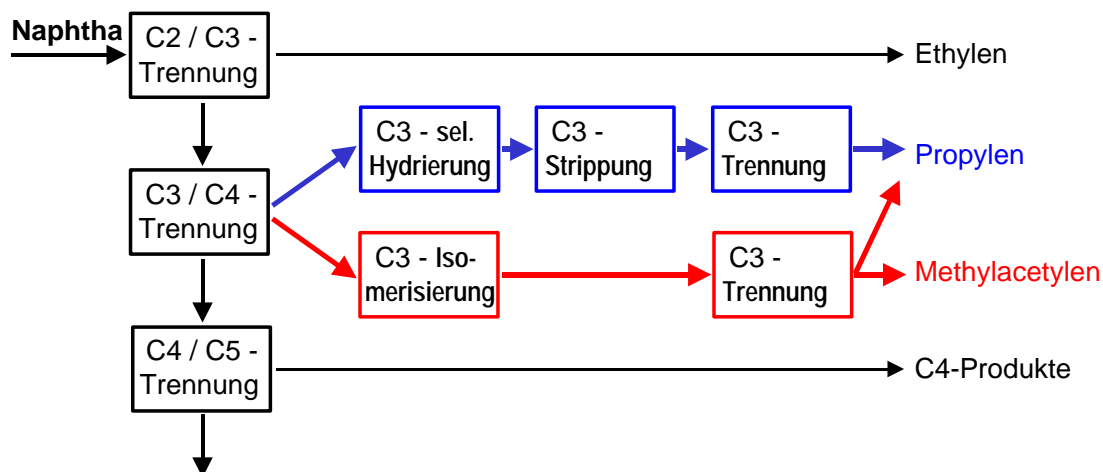 Naphtha
C2 / C3 -
Trennung
Ethylen
C3 - sel.
Hydrierung
C3 -
Strippung
C3 -
Trennung
Propylen
C3 / C4 -
Trennung
C3 - Iso-
merisierung
C3 -
Trennung
Methylacetylen
C4 / C5 -
Trennung
C4-Produkte